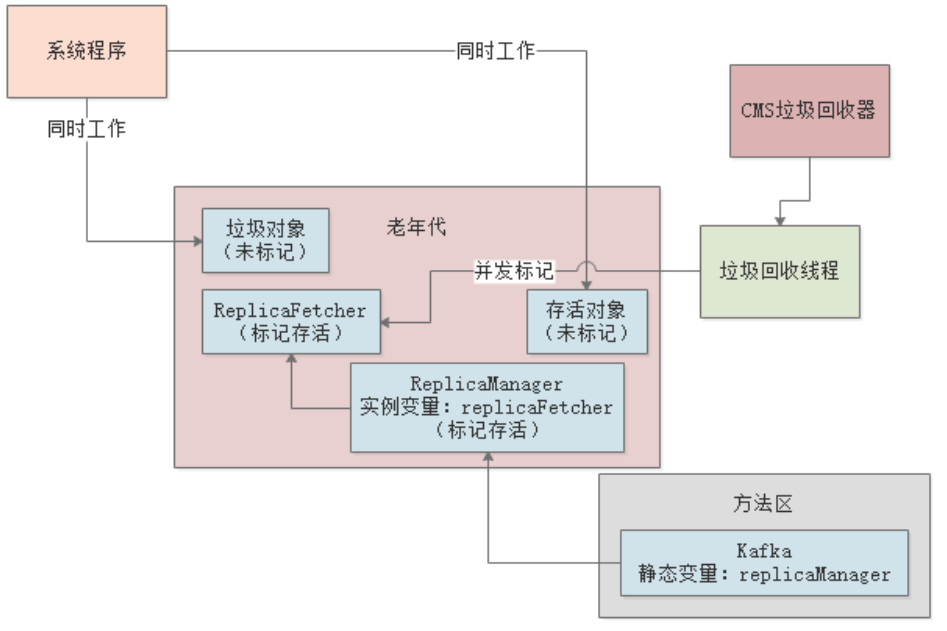 系统程序
同时工作
同时工作
CMS垃圾回收器
垃圾对象
（未标记）
老年代
并发标记
垃圾回收线程
ReplicaFetcher
（标记存活）
存活对象
（未标记）
ReplicaManager
实例变量：replicaFetcher
（标记存活）
方法区
Kafka
静态变量：replicaManager